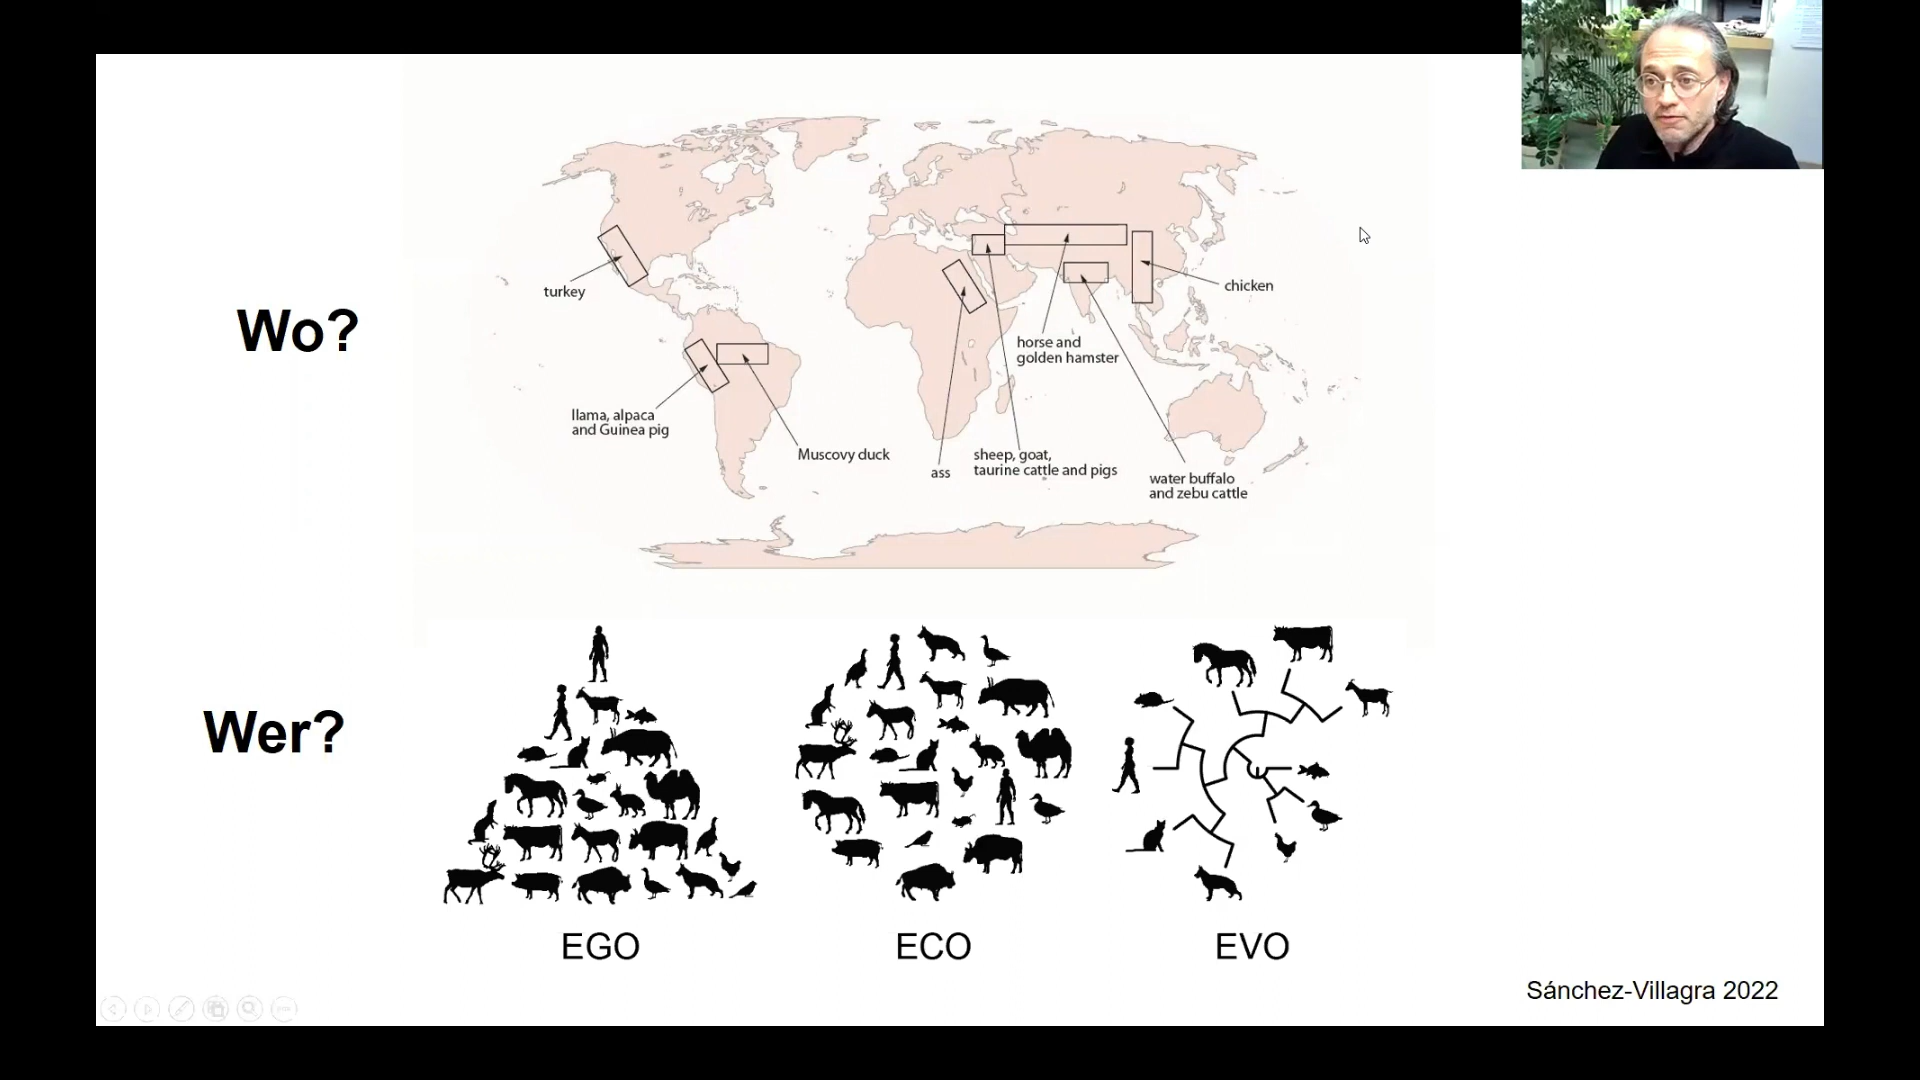 Wo?
turkey
llama, alpaca
and Guinea pig
Muscovy duck
ass
sheep, goat,
taurine cattle and pigs
horse and
golden hamster
water buffalo
and zebu cattle
chicken
Wer?
EGO
ECO
EVO
Sánchez-Villagra 2022